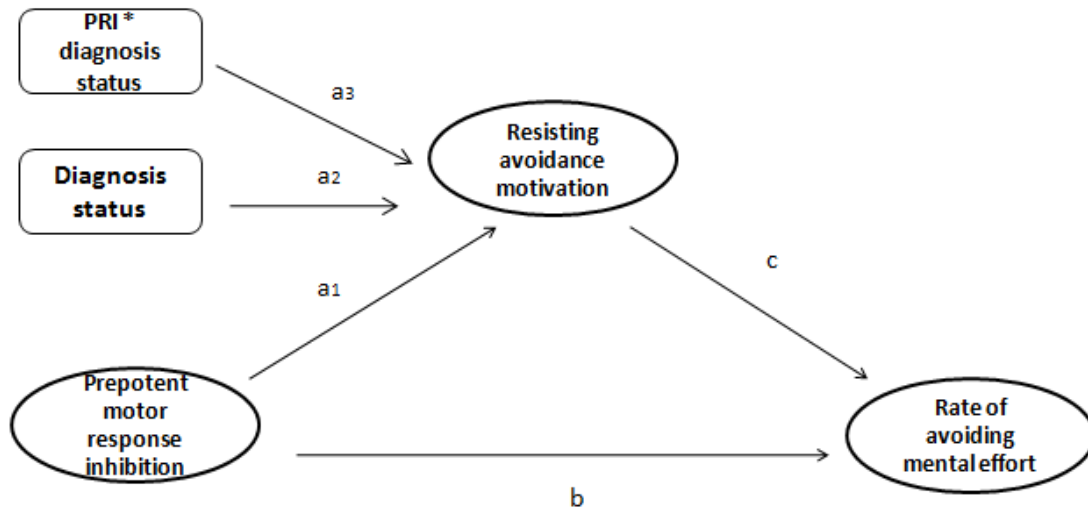 PRI *
diagnosis
status
a3
Resisting
avoidance
motivation
Diagnosis
status
a2
c
a1
Prepotent
motor
response
inhibition
Rate of
avoiding
mental effort
b